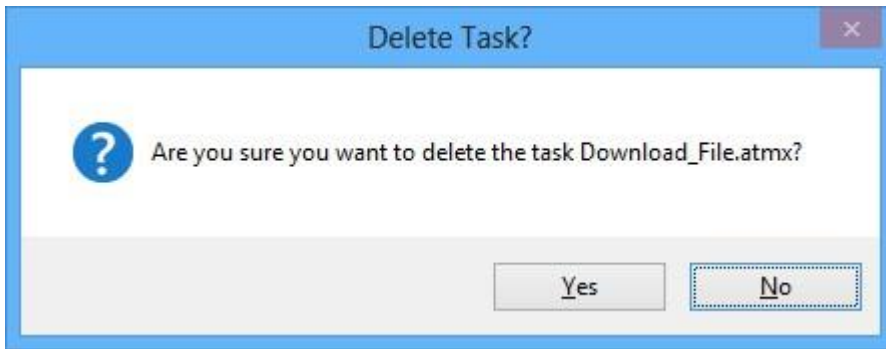 Delete Task?
Are you sure you want to delete the task Download_File.atmx?
Yes
No